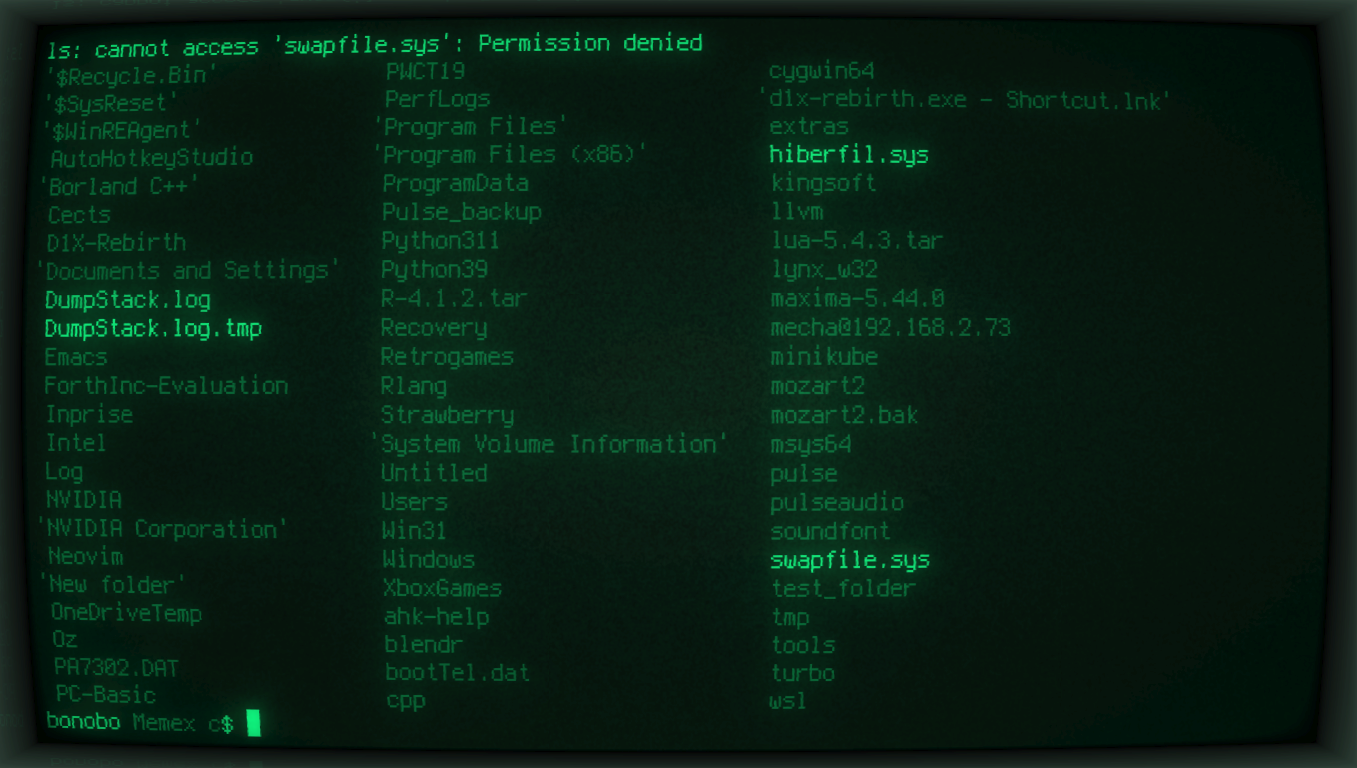 ls: cannot access 'swapfile.sys': Permission denied
'$Recycle.Bin' PWCT19 cygwin64
'$SysReset' PerfLogs 'd1x-rebirth.exe - Shortcut.lnk'
'$WinREAgent' 'Program Files' extras
AutoHotkeyStudio 'Program Files (x86)' hiberfil.sys
'Borland C++' ProgramData kingsoft
Cects Pulse_backup llvm
D1X-Rebirth Python311 lua-5.4.3.tar
'Documents and Settings' Python39 lynx_w32
DumpStack.log R-4.1.2.tar maxima-5.44.0
DumpStack.log.tmp Recovery mecha@192.168.2.73
Emacs Retrogames minikube
ForthInc-Evaluation Rlang mozart2
Inprise Strawberry mozart2.bak
Intel 'System Volume Information' msys64
Log Untitled pulse
NVIDIA Users pulseaudio
'NVIDIA Corporation' Win31 soundfont
Neovim Windows swapfile.sys
'New folder' XboxGames test_folder
OneDriveTemp ahk-help tmp
Oz blendr tools
PA7302.DAT bootTel.dat turbo
PC-Basic cpp wsl
bonobo Memex c$